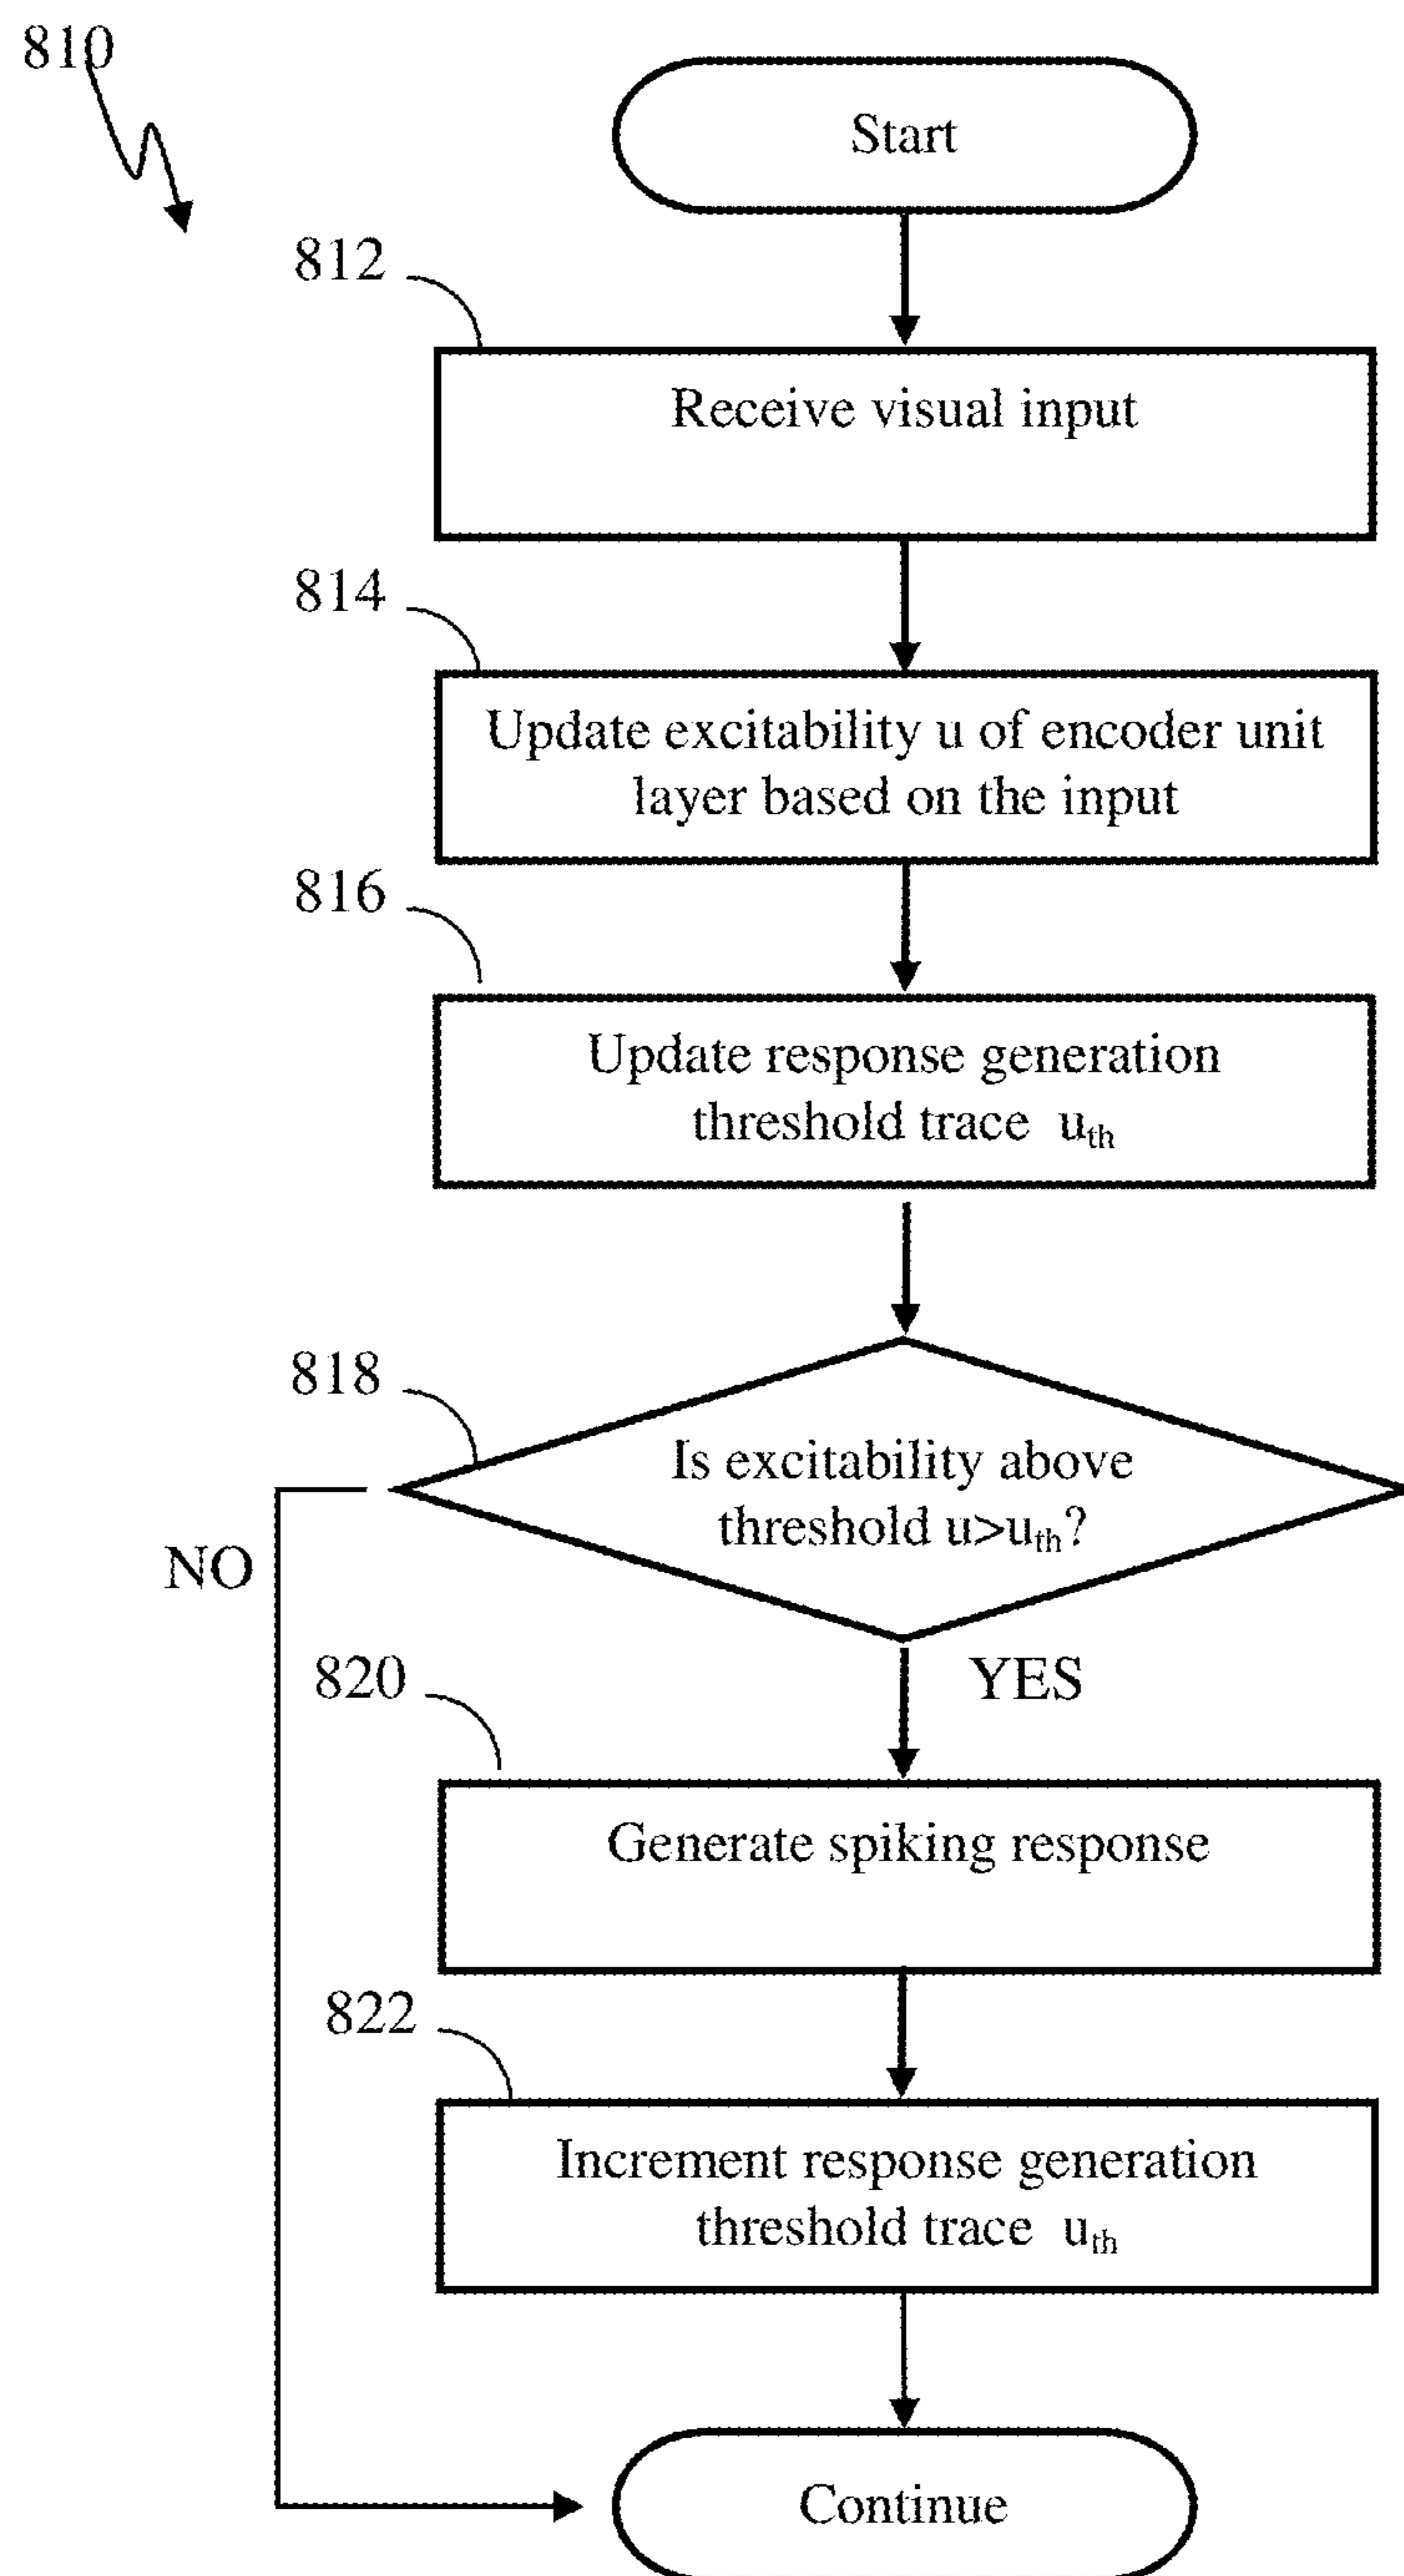 810
Start
812
Receive visual input
814
Update excitability u of encoder unit
layer based on the input
816
Update response generation
threshold trace u_th
818
Is excitability above
threshold u>u_th?
NO
YES
820
Generate spiking response
822
Increment response generation
threshold trace u_th
Continue